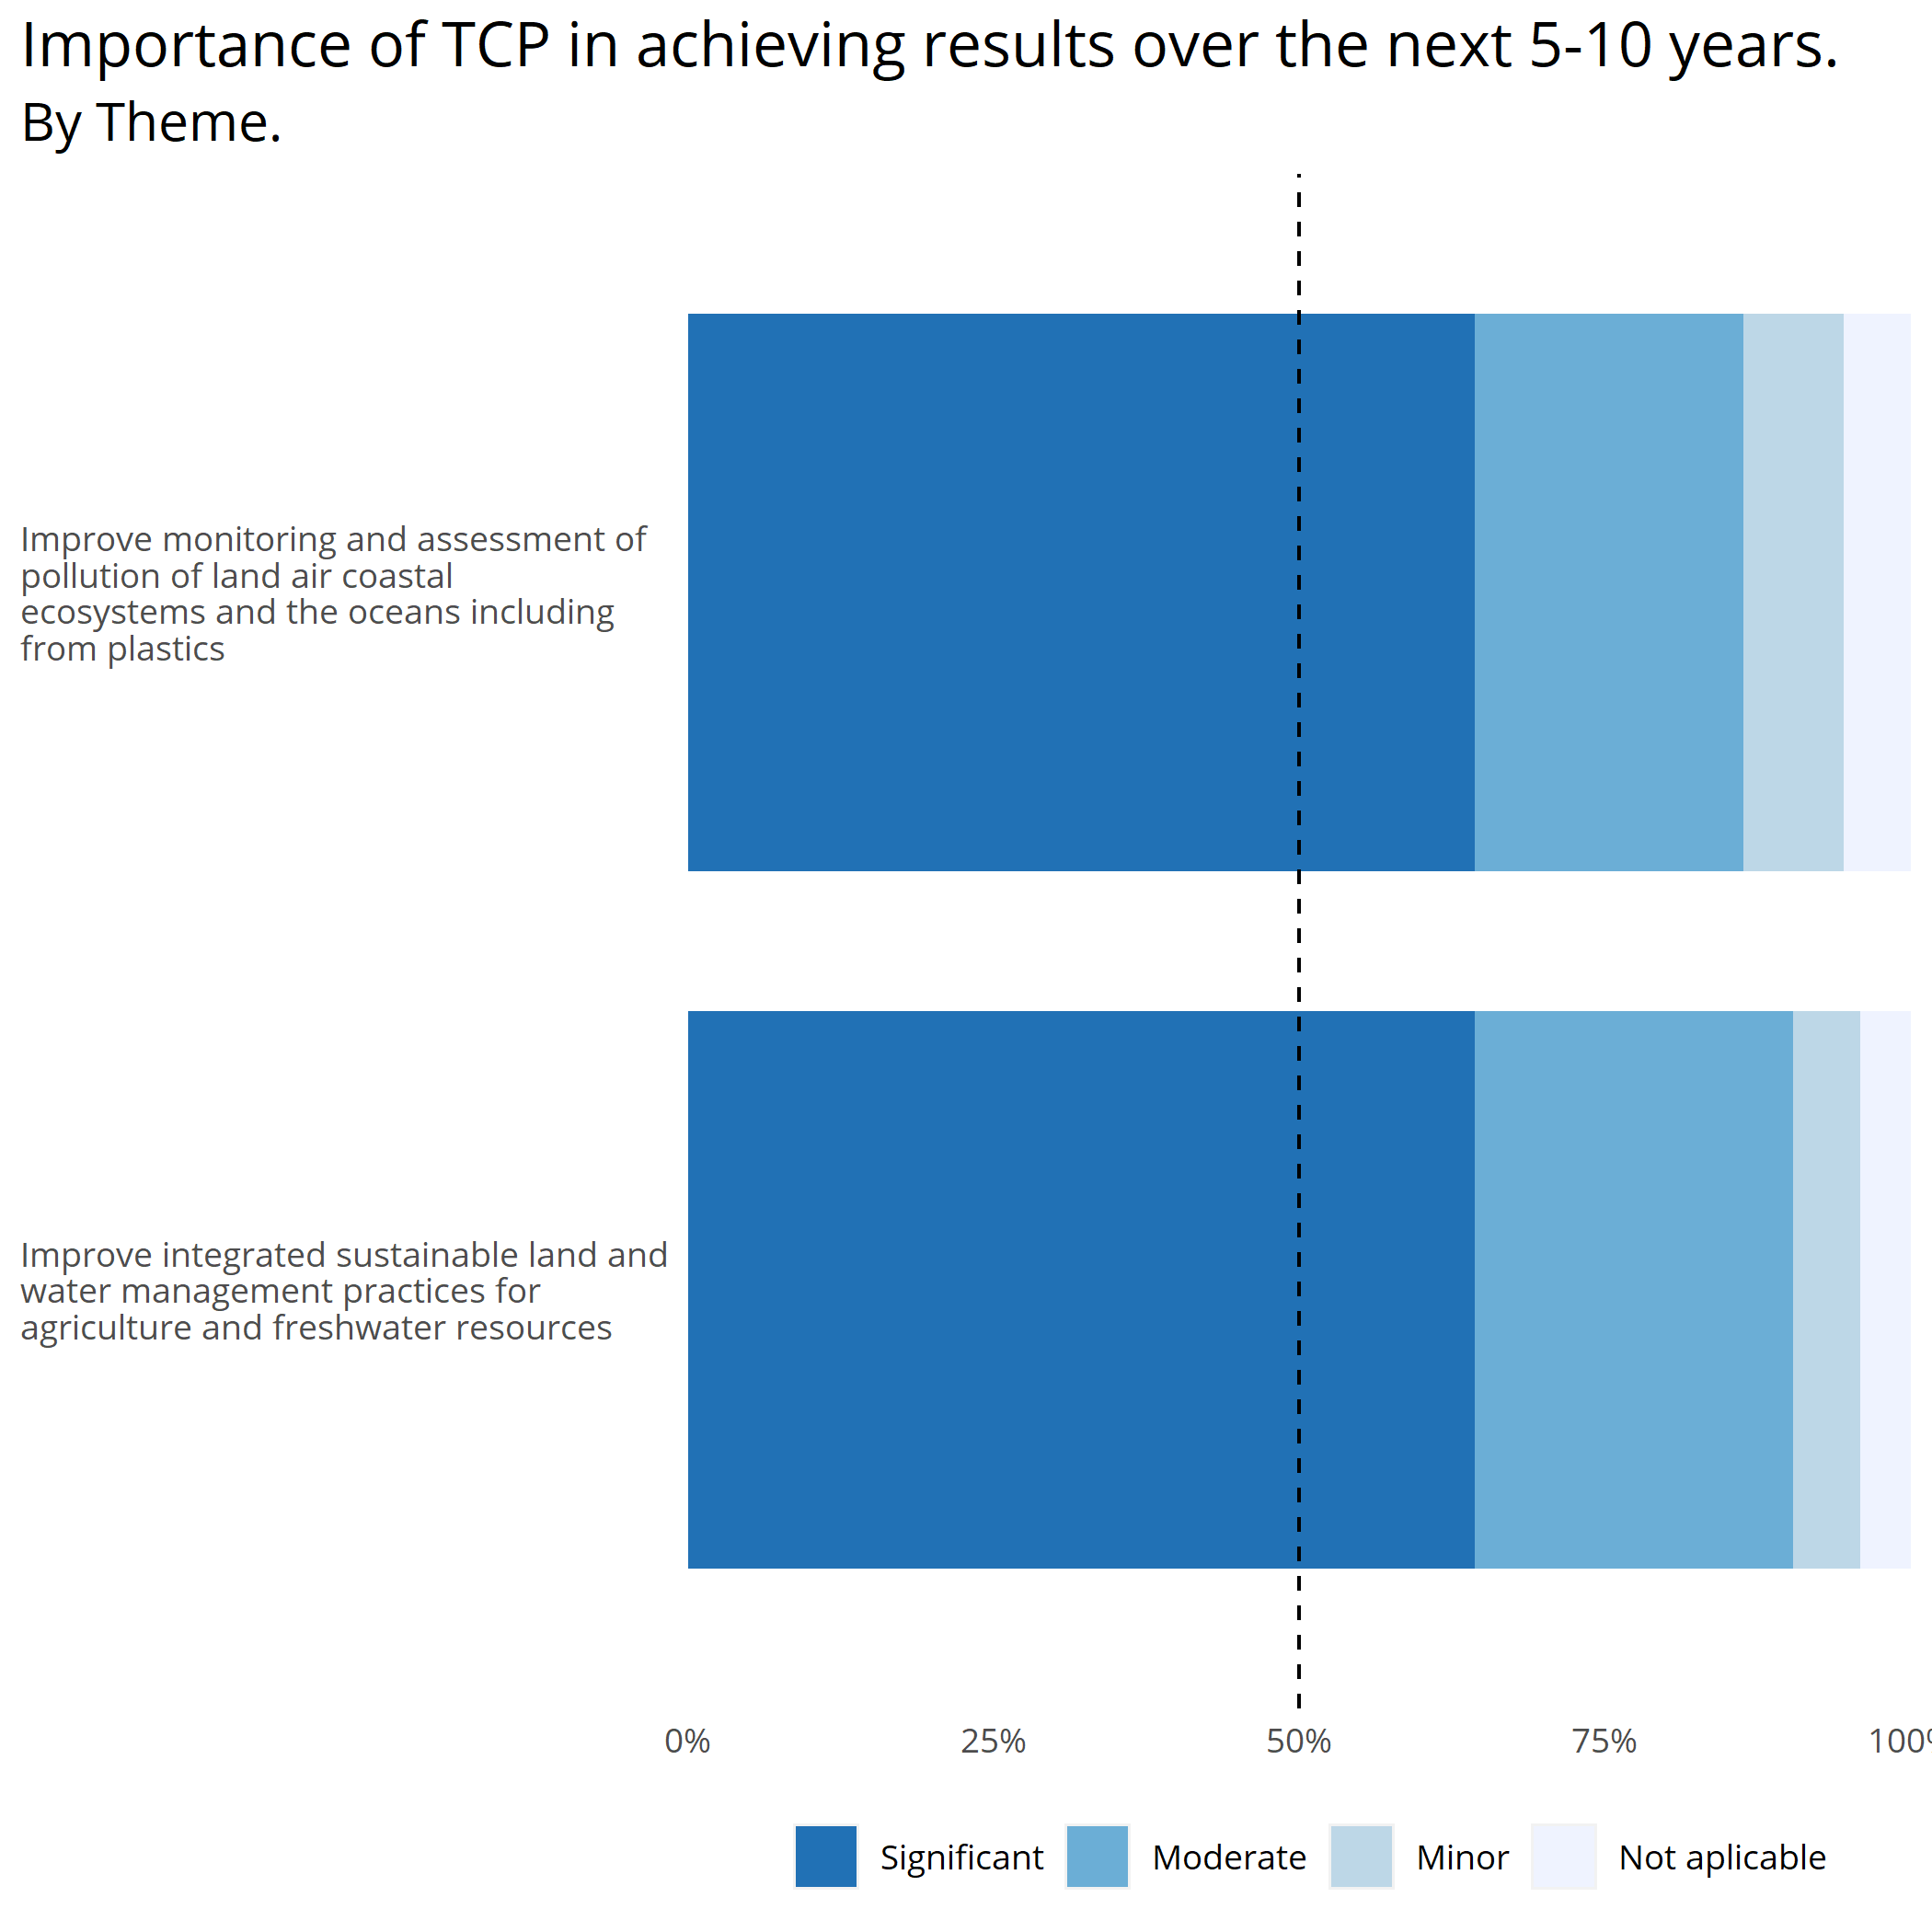 Importance of TCP in achieving results over the next 5-10 years.
By Theme.
Improve monitoring and assessment of
pollution of land air coastal
ecosystems and the oceans including
from plastics
Improve integrated sustainable land and
water management practices for
agriculture and freshwater resources
0% 25% 50% 75% 100%
Significant Moderate Minor Not aplicable